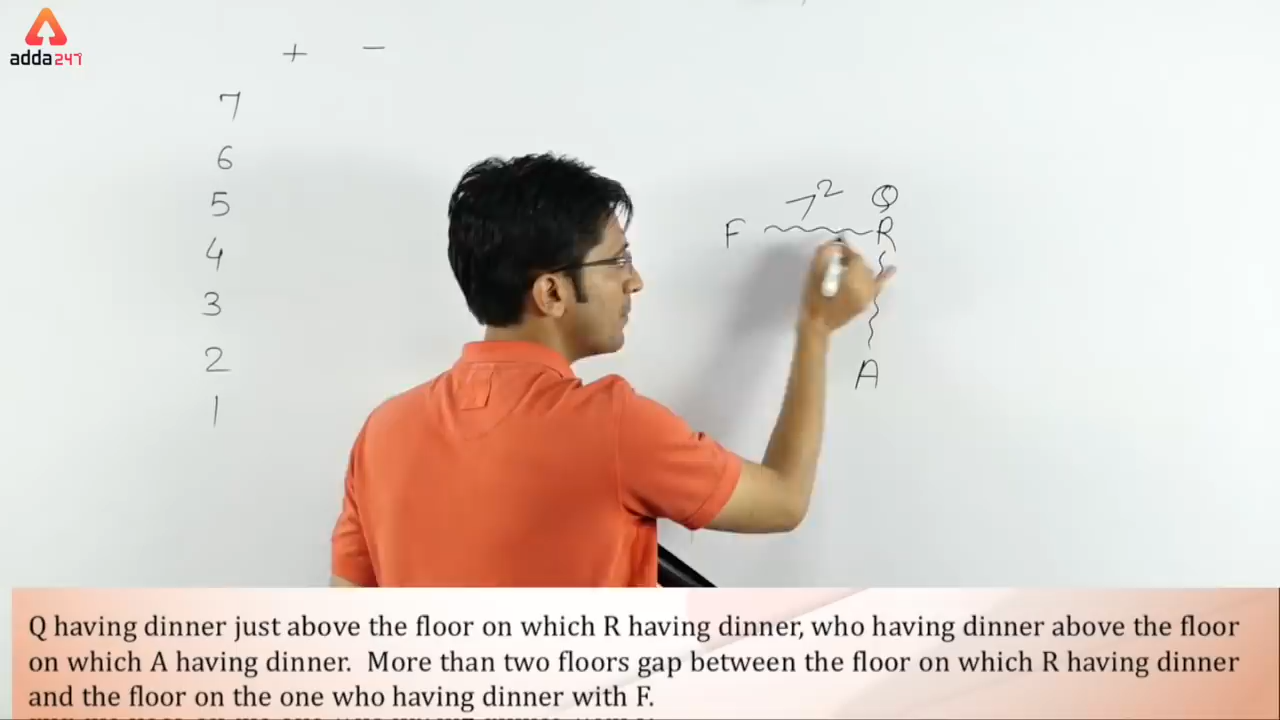 adda247
+ −
7
6
5
4
3
2
1
7 2 Q
F R
A
Q having dinner just above the floor on which R having dinner, who having dinner above the floor
on which A having dinner. More than two floors gap between the floor on which R having dinner
and the floor on the one who having dinner with F.